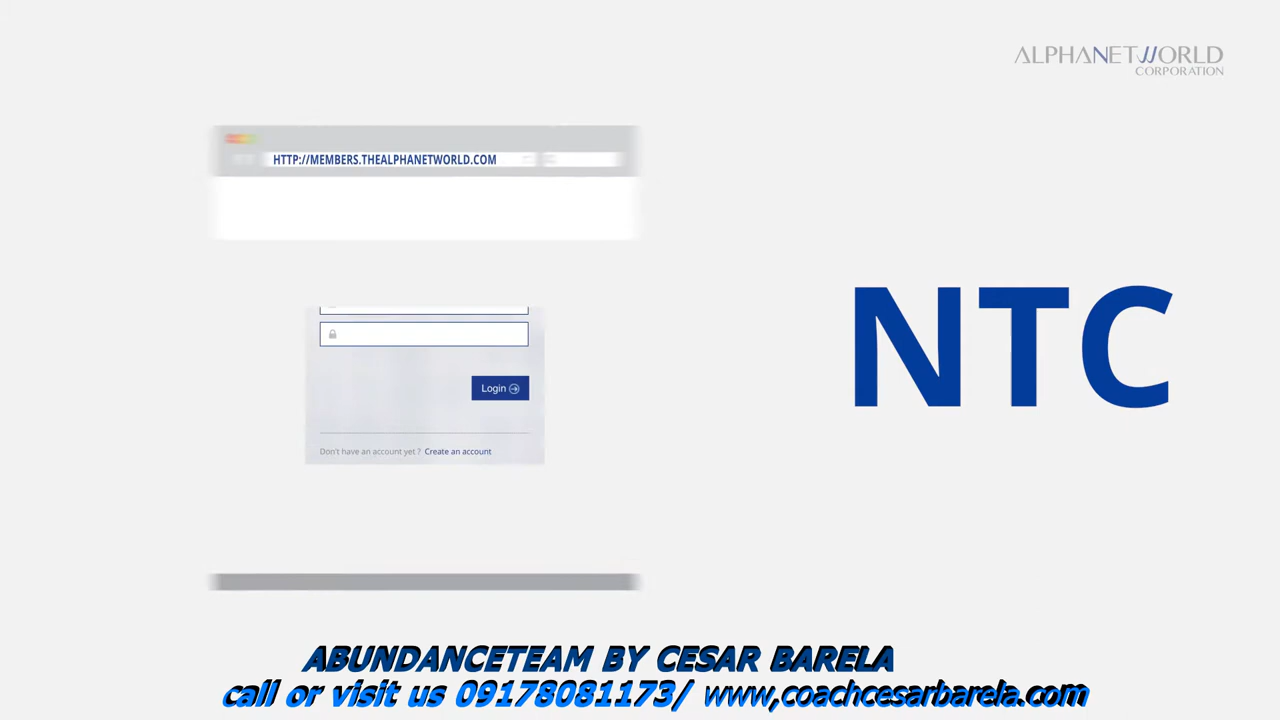 ALPHANETWORLD
CORPORATION
HTTP://MEMBERS.THEALPHANETWORLD.COM
NTC
Login
Don't have an account yet ? Create an account
ABUNDANCETEAM BY CESAR BARELA
call or visit us 09178081173/ www,coachcesarbarela.com